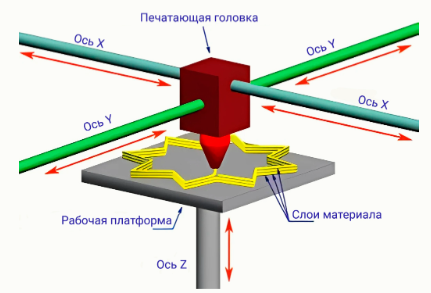 Печатающая головка
Ось X
Ось Y
Ось X
Ось Y
Рабочая платформа
Слои материала
Ось Z